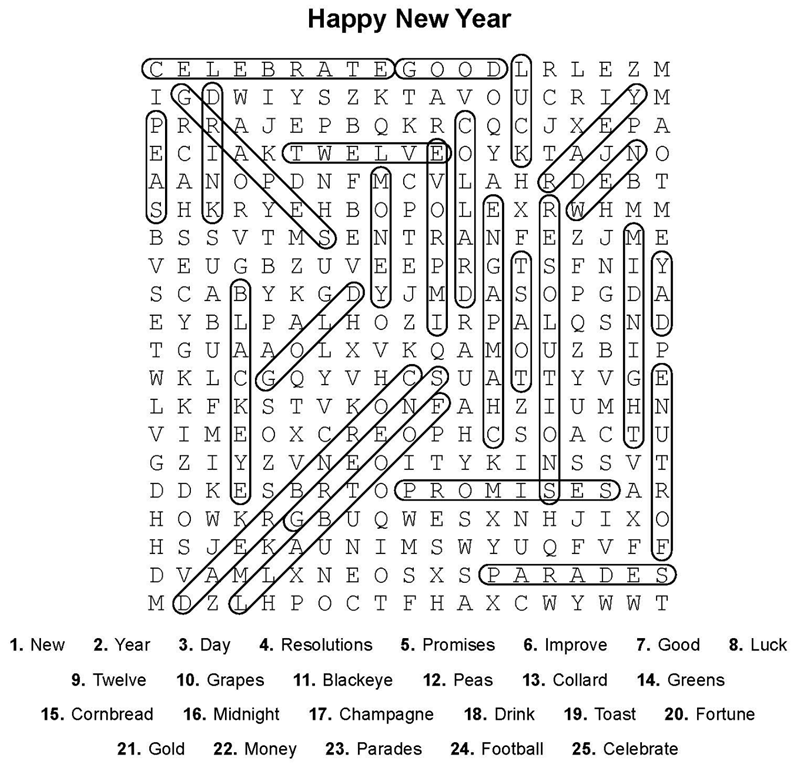 Happy New Year
C E L E B R A T E G O O D L R L E Z M
I G D W I Y S Z K T A V O U C R I Y M
P R R A J E P B Q K R C Q C J X E P A
E C I A K T W E L V E O Y K T A J N O
A A N O P D N F M C V L A H R D E B T
S H K R Y E H B O P O L E X R W H M M
B S S V T M S E N T R A N F E Z J M E
V E U G B Z U V E E P R G T S F N I Y
S C A B Y K G D Y J M D A S O P G D A
E Y B L P A L H O Z I R P A L Q S N D
T G U A A O L X V K Q A M O U Z B I P
W K L C G Q Y V H C S U A T T Y V G E
L K F K S T V K O N F A H Z I U M H N
V I M E O X C R E O P H C S O A C T U
G Z I Y Z V N E O I T Y K I N S S V T
D D K E S B R T O P R O M I S E S A R
H O W K R G B U Q W E S X N H J I X O
H S J E K A U N I M S W Y U Q F V F F
D V A M L X N E O S X S P A R A D E S
M D Z L H P O C T F H A X C W Y W W T
1. New 2. Year 3. Day 4. Resolutions 5. Promises 6. Improve 7. Good 8. Luck
9. Twelve 10. Grapes 11. Blackeye 12. Peas 13. Collard 14. Greens
15. Cornbread 16. Midnight 17. Champagne 18. Drink 19. Toast 20. Fortune
21. Gold 22. Money 23. Parades 24. Football 25. Celebrate